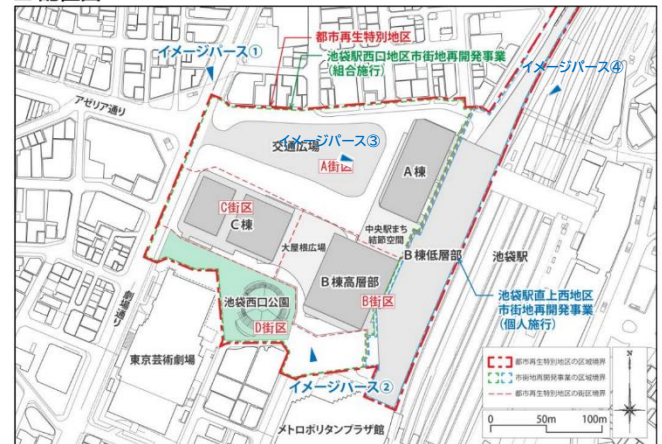 都市再生特別地区
イメージパース①
池袋駅西口地区市街地再開発事業
(組合施行)
イメージパース④
アゼリア通り
イメージパース③
交通広場
A街区
A棟
C街区
C棟
中央駅まち
結節空間
大屋根広場
B棟低層部
池袋駅
B棟高層部
池袋西口公園
B街区
池袋駅直上西地区
市街地再開発事業
(個人施行)
劇場通り
D街区
東京芸術劇場
イメージパース②
都市再生特別地区の区域境界
市街地再開発事業の区域境界
都市再生特別地区の街区境界
N
メトロポリタンプラザ館
0 50m 100m